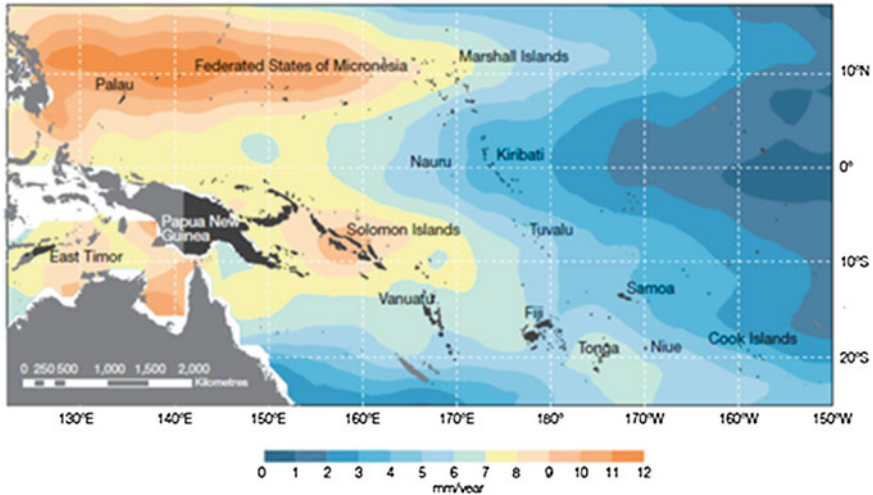 Marshall Islands
Federated States of Micronesia
10°N
Palau
Nauru
Kiribati
0°
Papua New
Guinea
Solomon Islands
Tuvalu
East Timor
10°S
Samoa
Vanuatu
Fiji
Cook Islands
Tonga
Niue
20°S
0 250 500 1,000 1,500 2,000
Kilometres
130°E 140°E 150°E 160°E 170°E 180° 170°W 160°W 150°W
0 1 2 3 4 5 6 7 8 9 10 11 12
mm/year